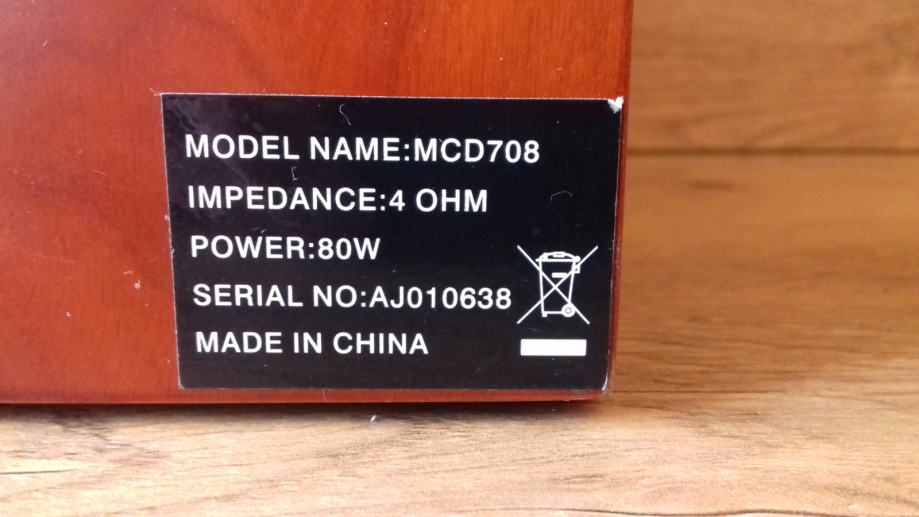 MODEL NAME:MCD708
IMPEDANCE:4 OHM
POWER:80W
SERIAL NO:AJ010638
MADE IN CHINA